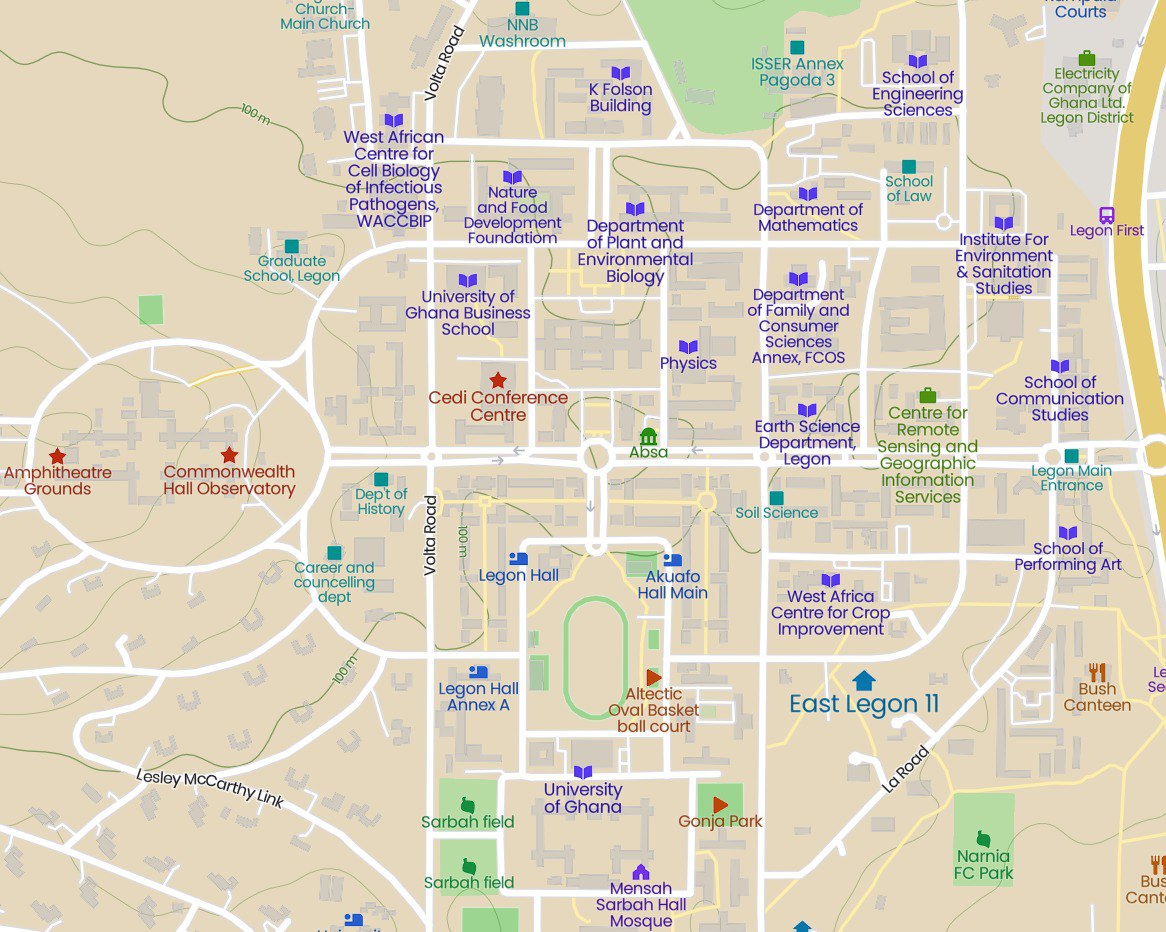 Church-
Main Church
NNB
Washroom
Volta Road
Courts
ISSER Annex
Pagoda 3
School of
Engineering
Sciences
Electricity
Company of
Ghana Ltd.
Legon District
K Folson
Building
100 m
West African
Centre for
Cell Biology
of Infectious
Pathogens,
WACCBIP
Nature
and Food
Development
Foundatiom
Department
of Plant and
Environmental
Biology
Department of
Mathematics
School
of Law
Legon First
Institute For
Environment
& Sanitation
Studies
Graduate
School, Legon
University of
Ghana Business
School
Department
of Family and
Consumer
Sciences
Annex, FCOS
Physics
Cedi Conference
Centre
School of
Communication
Studies
Centre for
Remote
Sensing and
Geographic
Information
Services
Earth Science
Department,
Legon
Absa
Amphitheatre
Grounds
Commonwealth
Hall Observatory
Legon Main
Entrance
Dep't of
History
Volta Road
100 m
Soil Science
School of
Performing Art
Career and
councelling
dept
Legon Hall
Akuafo
Hall Main
West Africa
Centre for Crop
Improvement
100 m
Legon Hall
Annex A
Altectic
Oval Basket
ball court
East Legon 11
Bush
Canteen
Le
Se
La Road
Lesley McCarthy Link
University
of Ghana
Sarbah field
Gonja Park
Sarbah field
Mensah
Sarbah Hall
Mosque
Narnia
FC Park
Bus
Cant